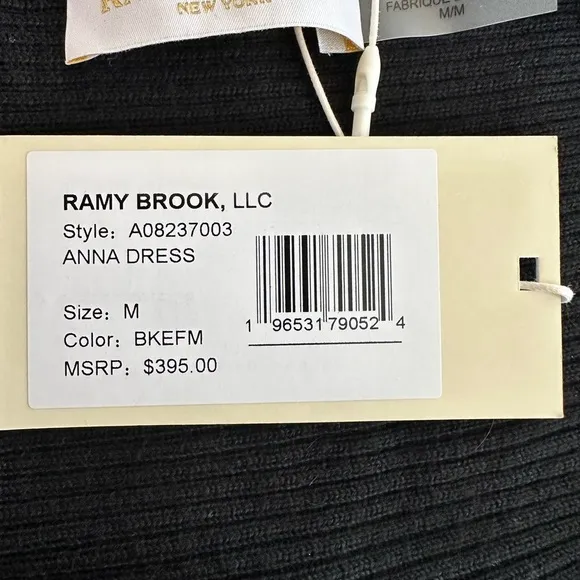 NEW YORK
FABRIQUÉ
M/M
RAMY BROOK, LLC
Style: A08237003
ANNA DRESS
Size: M
Color: BKEFM
MSRP: $395.00
1 96531 79052 4